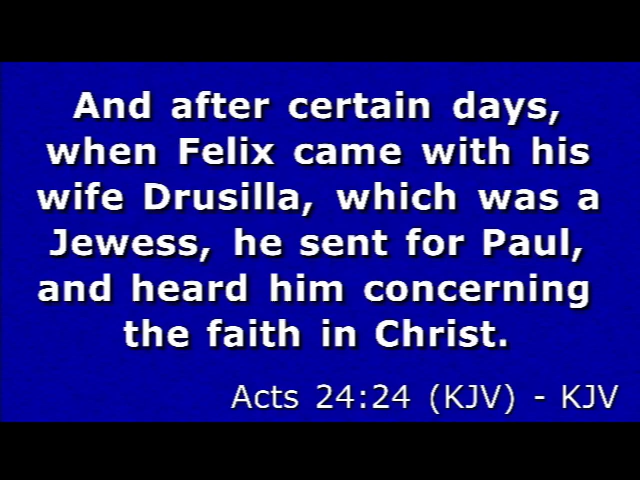 And after certain days,
when Felix came with his
wife Drusilla, which was a
Jewess, he sent for Paul,
and heard him concerning
the faith in Christ.
Acts 24:24 (KJV) - KJV